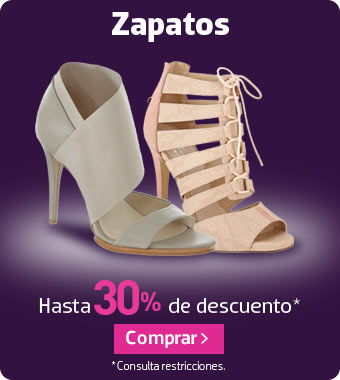 Zapatos
Hasta 30% de descuento*
Comprar >
*Consulta restricciones.